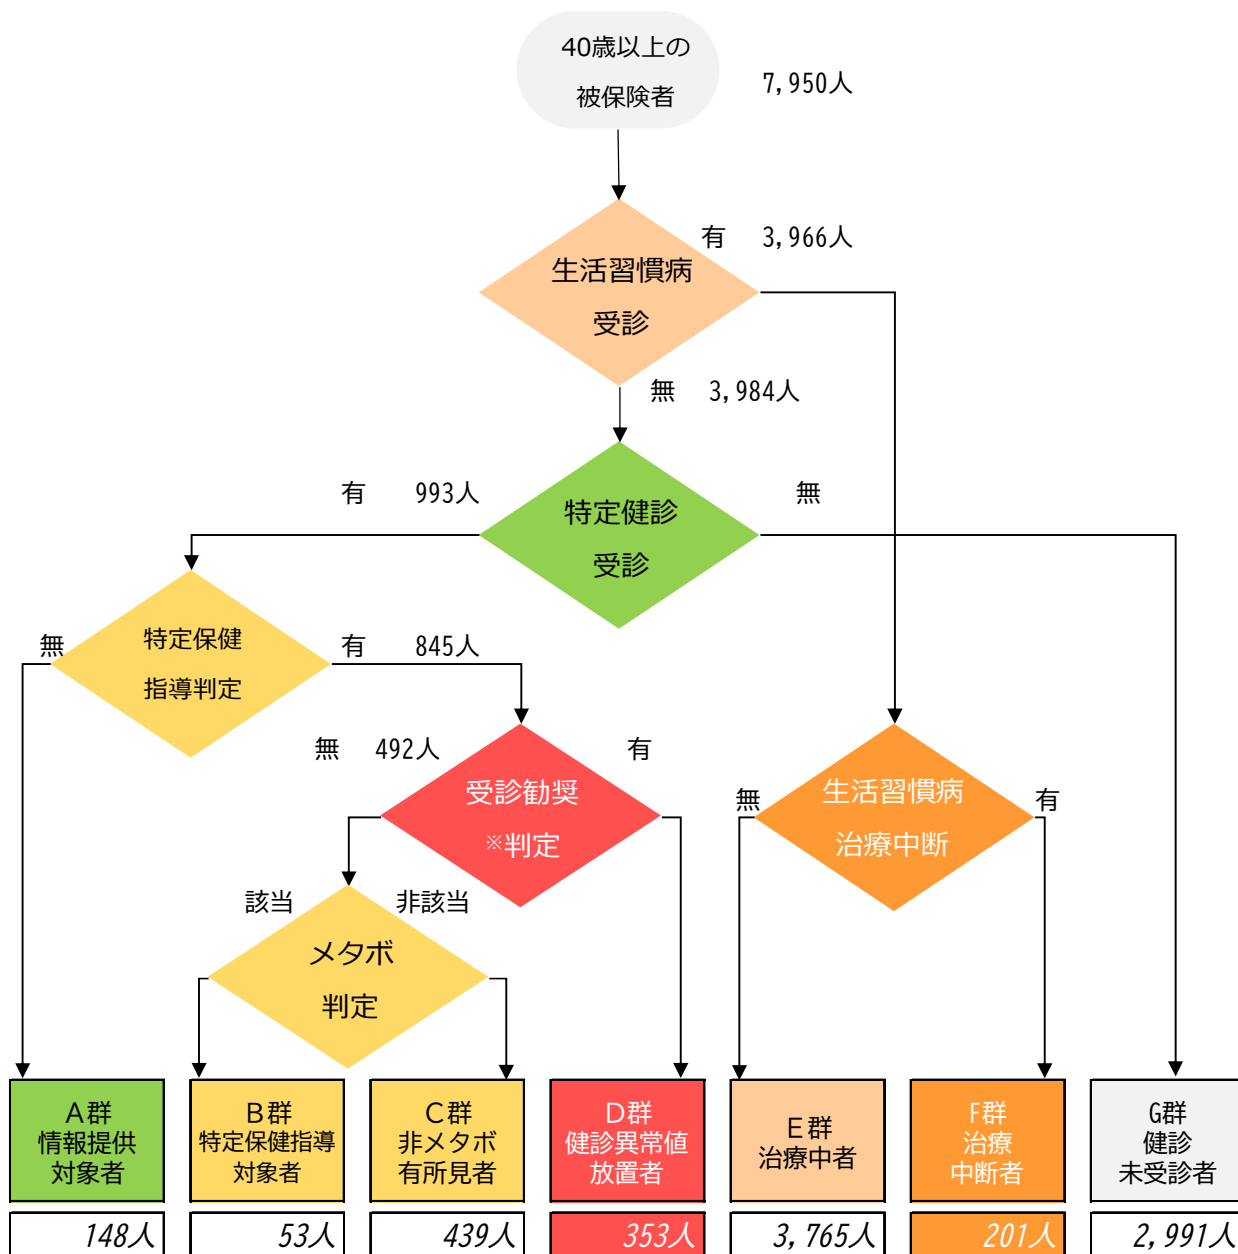 40歳以上の
被保険者
7,950人
有 3,966人
生活習慣病
受診
無 3,984人
有 993人
無
特定健診
受診
無
特定保健
指導判定
有 845人
無 492人
有
受診勧奨
※判定
無
生活習慣病
治療中断
有
該当
非該当
メタボ
判定
A群
情報提供
対象者
B群
特定保健指導
対象者
C群
非メタボ
有所見者
D群
健診異常値
放置者
E群
治療中者
F群
治療
中断者
G群
健診
未受診者
148人
53人
439人
353人
3,765人
201人
2,991人